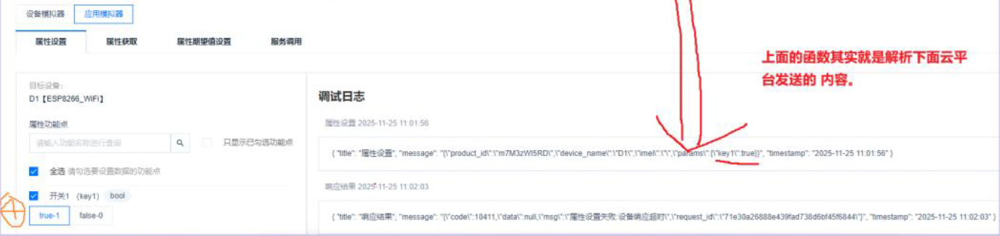 设备模拟器 应用模拟器
属性设置 属性获取 属性期望值设置 服务调用
上面的函数其实就是解析下面云平
台发送的 内容。
目标设备:
D1【ESP8266_WiFi】
属性功能点
请输入功能名称进行查询 只显示已勾选功能点
全选 请勾选要设置数据的功能点
开关1 (key1) bool
true-1 false-0
调试日志
属性设置 2025-11-25 11:01:56
{ "title": "属性设置", "message": "{\"product_id\":\"m7M3zWI5RD\",\"device_name\":\"D1\",\"imei\":\"\",\"params\":{\"key1\":true}}", "timestamp": "2025-11-25 11:01:56" }
响应结果 2025-11-25 11:02:03
{ "title": "响应结果", "message": "{\"code\":10411,\"data\":null,\"msg\":\"属性设置失败:设备响应超时\",\"request_id\":\"71e30a26888e439fad738d6bf45f6844\"}", "timestamp": "2025-11-25 11:02:03" }